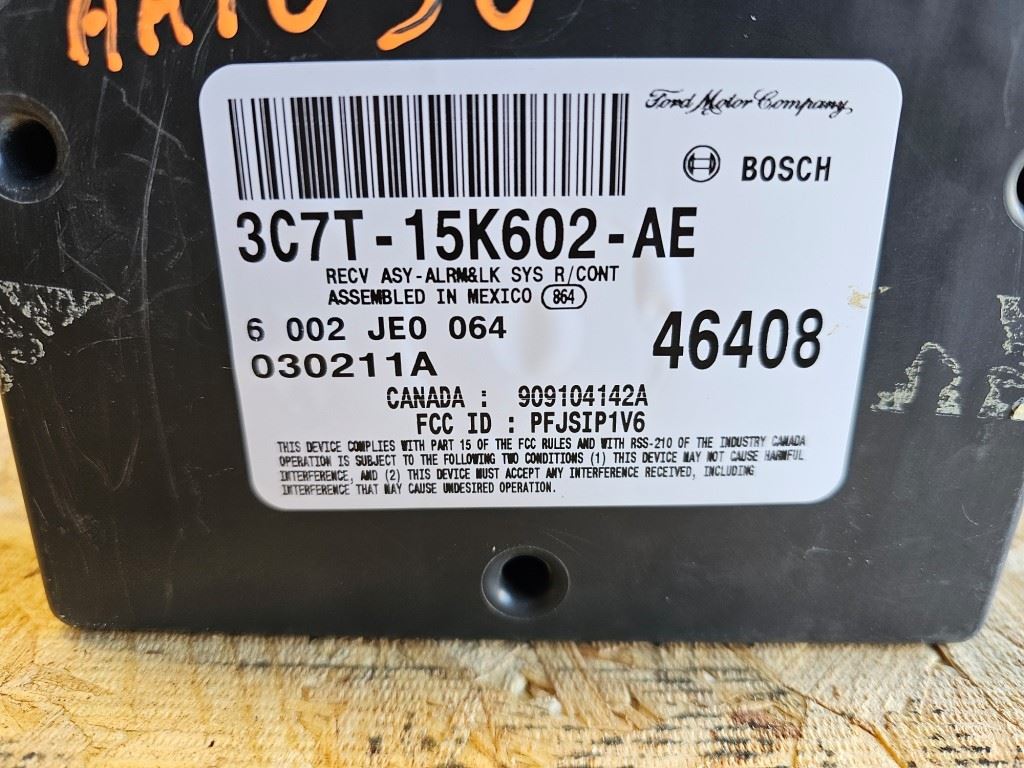 Ford Motor Company,
BOSCH
3C7T-15K602-AE
RECV ASY-ALRM&LK SYS R/CONT
ASSEMBLED IN MEXICO 864
6 002 JE0 064
46408
030211A
CANADA : 909104142A
FCC ID : PFJSIP1V6
THIS DEVICE COMPLIES WITH PART 15 OF THE FCC RULES AND WITH RSS-210 OF THE INDUSTRY CANADA
OPERATION IS SUBJECT TO THE FOLLOWING TWO CONDITIONS (1) THIS DEVICE MAY NOT CAUSE HARMFUL
INTERFERENCE, AND (2) THIS DEVICE MUST ACCEPT ANY INTERFERENCE RECEIVED, INCLUDING
INTERFERENCE THAT MAY CAUSE UNDESIRED OPERATION.